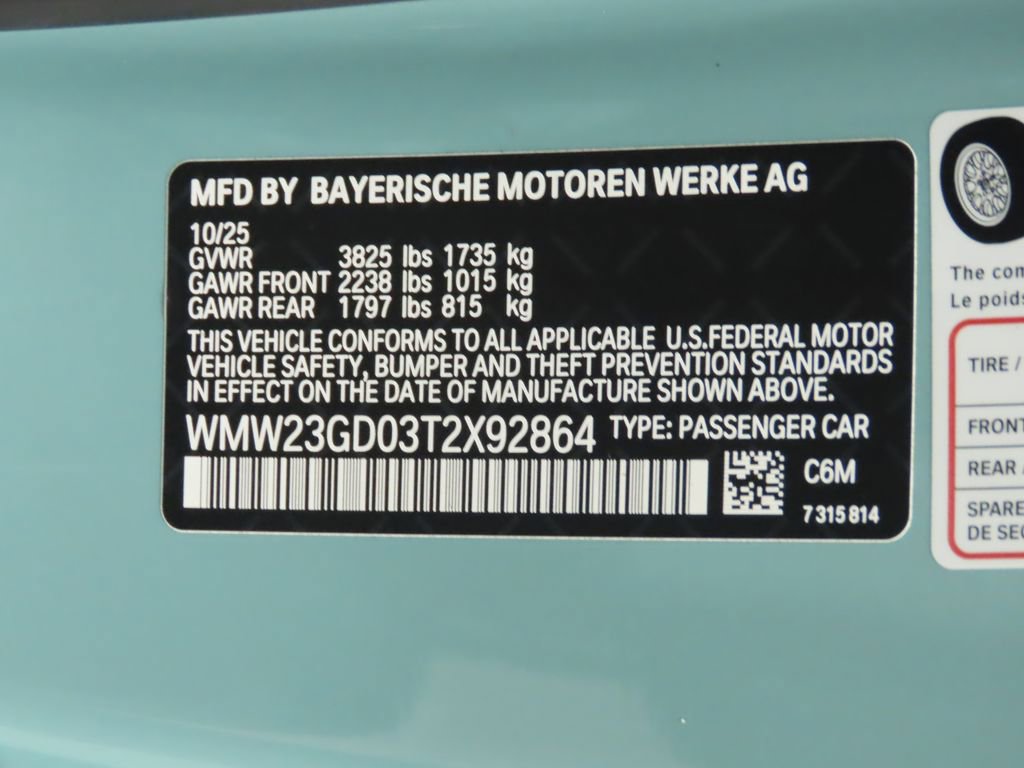 MFD BY BAYERISCHE MOTOREN WERKE AG
10/25
GVWR 3825 lbs 1735 kg
GAWR FRONT 2238 lbs 1015 kg
GAWR REAR 1797 lbs 815 kg
THIS VEHICLE CONFORMS TO ALL APPLICABLE U.S.FEDERAL MOTOR
VEHICLE SAFETY, BUMPER AND THEFT PREVENTION STANDARDS
IN EFFECT ON THE DATE OF MANUFACTURE SHOWN ABOVE.
WMW23GD03T2X92864 TYPE: PASSENGER CAR
C6M
7 315 814
The com
Le poids
TIRE /
FRONT
REAR
SPARE
DE SEC